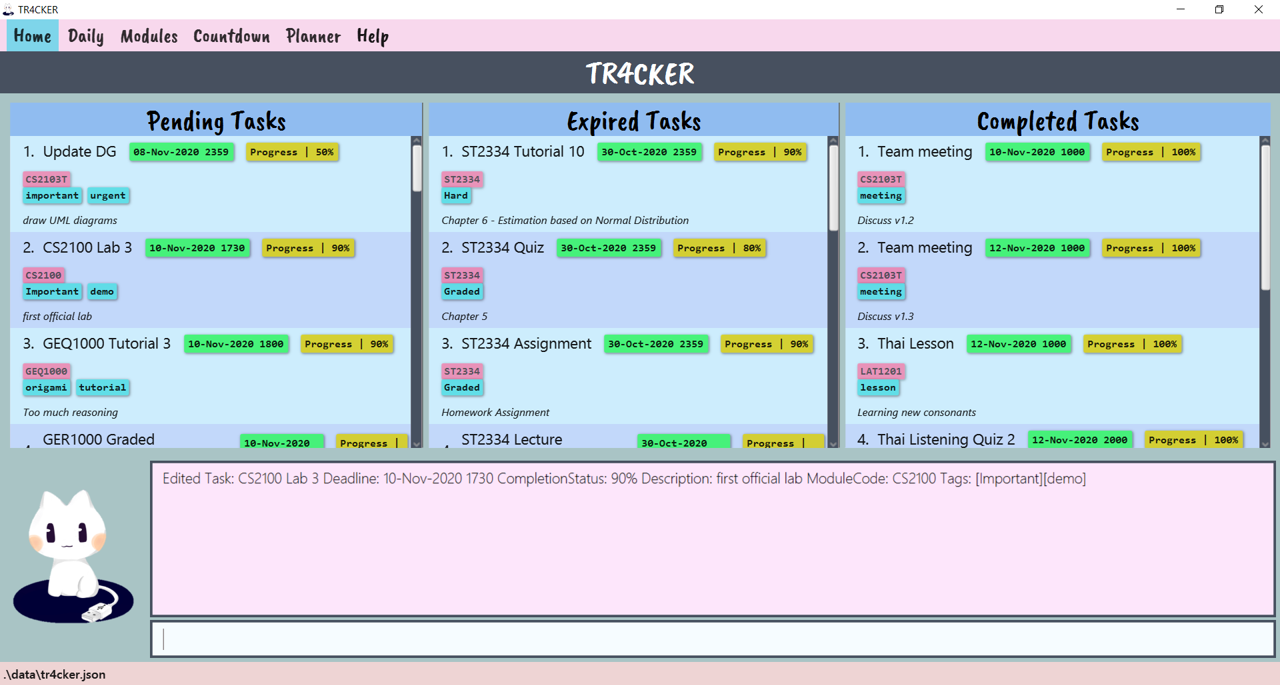 TR4CKER
Home Daily Modules Countdown Planner Help
TR4CKER
Pending Tasks
1. Update DG 08-Nov-2020 2359 Progress | 50%
CS2103T
important urgent
draw UML diagrams
2. CS2100 Lab 3 10-Nov-2020 1730 Progress | 90%
CS2100
Important demo
first official lab
3. GEQ1000 Tutorial 3 10-Nov-2020 1800 Progress | 90%
GEQ1000
origami tutorial
Too much reasoning
GER1000 Graded 10-Nov-2020 Progress |
Expired Tasks
1. ST2334 Tutorial 10 30-Oct-2020 2359 Progress | 90%
ST2334
Hard
Chapter 6 - Estimation based on Normal Distribution
2. ST2334 Quiz 30-Oct-2020 2359 Progress | 80%
ST2334
Graded
Chapter 5
3. ST2334 Assignment 30-Oct-2020 2359 Progress | 90%
ST2334
Graded
Homework Assignment
ST2334 Lecture 30-Oct-2020 Progress |
Completed Tasks
1. Team meeting 10-Nov-2020 1000 Progress | 100%
CS2103T
meeting
Discuss v1.2
2. Team meeting 12-Nov-2020 1000 Progress | 100%
CS2103T
meeting
Discuss v1.3
3. Thai Lesson 12-Nov-2020 1000 Progress | 100%
LAT1201
lesson
Learning new consonants
4. Thai Listening Quiz 2 12-Nov-2020 2000 Progress | 100%
Edited Task: CS2100 Lab 3 Deadline: 10-Nov-2020 1730 CompletionStatus: 90% Description: first official lab ModuleCode: CS2100 Tags: [Important][demo]
.\data\tr4cker.json